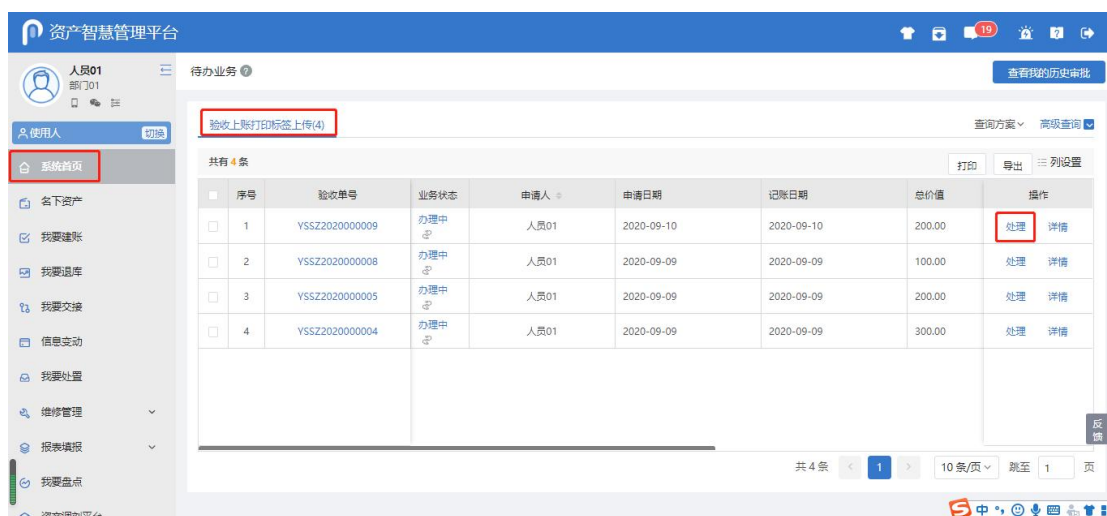 资产智慧管理平台
19
人员01
部门01
使用人
切换
系统首页
名下资产
我要建账
我要退库
我要交接
信息变动
我要处置
维修管理
报表填报
我要盘点
待办业务
查看我的历史审批
验收上账打印标签上传(4)
查询方案
高级查询
共有 4 条
打印
导出
列设置
序号 验收单号 业务状态 申请人 申请日期 记账日期 总价值 操作
1 YSSZ2020000009 办理中 人员01 2020-09-10 2020-09-10 200.00 处理 详情
2 YSSZ2020000008 办理中 人员01 2020-09-09 2020-09-09 100.00 处理 详情
3 YSSZ2020000005 办理中 人员01 2020-09-09 2020-09-09 200.00 处理 详情
4 YSSZ2020000004 办理中 人员01 2020-09-09 2020-09-09 300.00 处理 详情
反馈
共 4 条 < 1 > 10 条/页 跳至 1 页
中